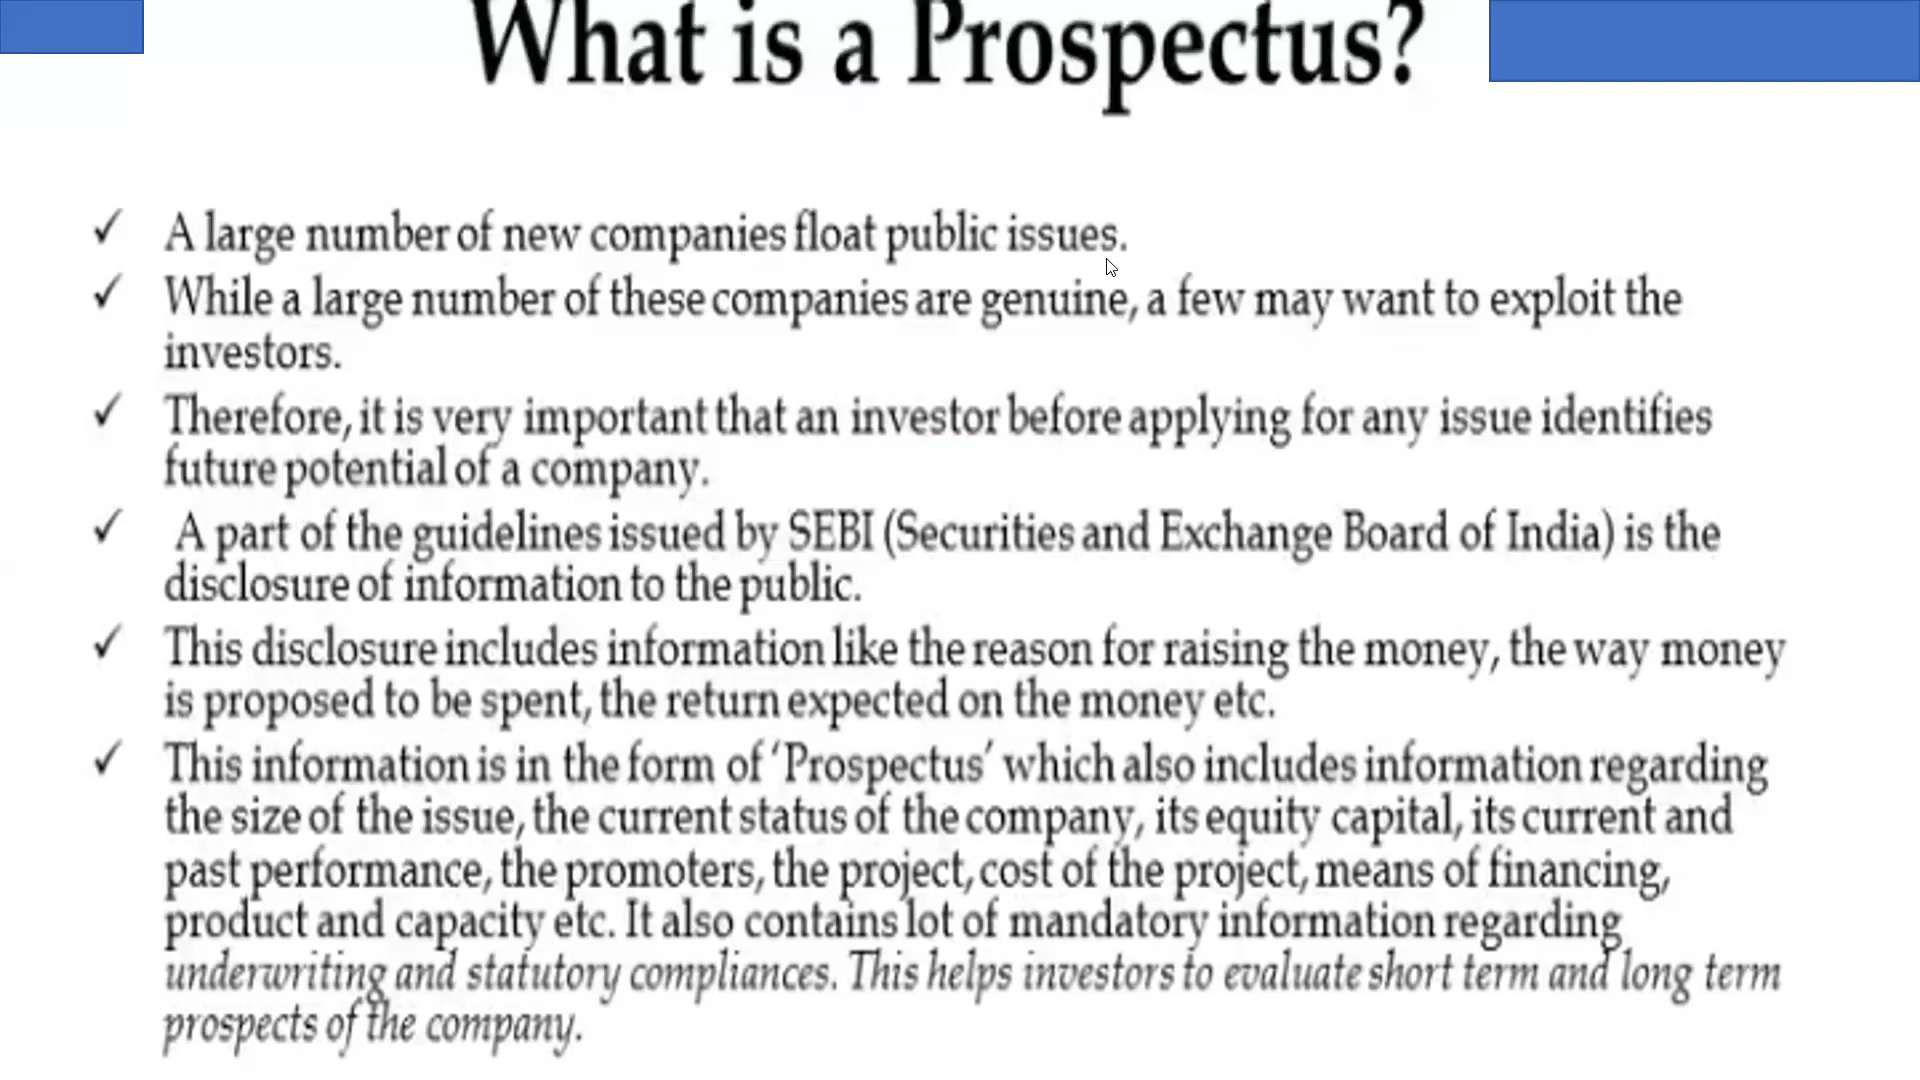 What is a Prospectus?
✓ A large number of new companies float public issues.
✓ While a large number of these companies are genuine, a few may want to exploit the
investors.
✓ Therefore, it is very important that an investor before applying for any issue identifies
future potential of a company.
✓ A part of the guidelines issued by SEBI (Securities and Exchange Board of India) is the
disclosure of information to the public.
✓ This disclosure includes information like the reason for raising the money, the way money
is proposed to be spent, the return expected on the money etc.
✓ This information is in the form of ‘Prospectus’ which also includes information regarding
the size of the issue, the current status of the company, its equity capital, its current and
past performance, the promoters, the project, cost of the project, means of financing,
product and capacity etc. It also contains lot of mandatory information regarding
underwriting and statutory compliances. This helps investors to evaluate short term and long term
prospects of the company.